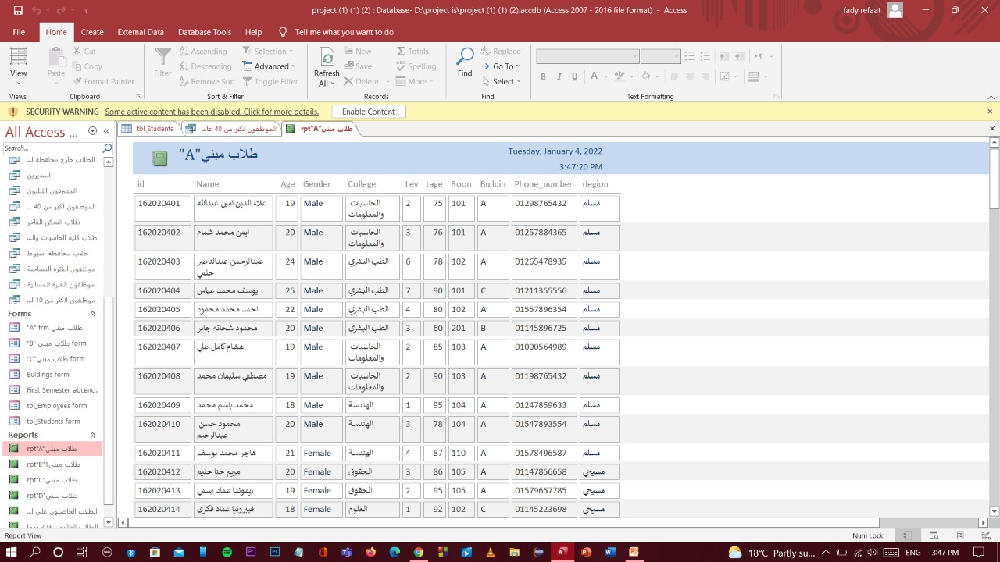 project (1) (1) (2) : Database- D:\project is\project (1) (1) (2).accdb (Access 2007 - 2016 file format) - Access
fady refaat
File Home Create External Data Database Tools Help Tell me what you want to do
View
Views
Paste
Cut
Copy
Format Painter
Clipboard
Filter
Ascending
Descending
Remove Sort
Selection
Advanced
Toggle Filter
Sort & Filter
Refresh All
New
Save
Delete
Totals
Spelling
More
Records
Find
Replace
Go To
Select
Find
B I U A
Text Formatting
SECURITY WARNING Some active content has been disabled. Click for more details. Enable Content
All Access ...
Search...
الطلاب خارج محافظه ا...
المديرين
المشرفون الليليون
الموظفون لكبر من 40 ...
طلاب السكن الفاخر
طلاب كليه الحاسبات وال...
طلاب محافظه اسيوط
موظفون الفتره الصباحية
موظفون الفتره المسائية
موظفون لاكثر من 10 ا...
Forms
طلاب مبني "A" frm
طلاب مبني "B" form
طلاب مبني"C" form
Buldings form
First_Semester_abcenc...
tbl_Employees form
tbl_Students form
Reports
طلاب مبني"A"rpt
طلاب مبني"B"1rpt
طلاب مبني"C"rpt
طلاب مبني"D"rpt
الطلاب الحاصلون علي ا...
tbl_Students
الموظفون لكبر من 40 عاما
طلاب مبني"A"rpt
طلاب مبني"A"
Tuesday, January 4, 2022
3:47:20 PM
id Name Age Gender College Lev tage Room Buildin Phone_number rlegion
162020401 علاء الدين امين عبدالله 19 Male الحاسبات والمعلومات 2 75 101 A 01298765432 مسلم
162020402 ايمن محمد شمام 20 Male الحاسبات والمعلومات 3 76 101 A 01257884365 مسلم
162020403 عبدالرحمن عبدالناصر حلمي 24 Male الطب البشري 6 78 102 A 01265478935 مسلم
162020404 يوسف محمد عباس 25 Male الطب البشري 7 90 101 C 01211355556 مسلم
162020405 احمد محمد محمود 22 Male الطب البشري 4 80 102 A 01557896354 مسلم
162020406 محمود شحاته جابر 20 Male الطب البشري 3 60 201 B 01145896725 مسلم
162020407 هشام كامل علي 19 Male الحاسبات والمعلومات 2 85 103 A 01000564989 مسلم
162020408 مصطفي سليمان محمد 19 Male الحاسبات والمعلومات 2 90 103 A 01198765432 مسلم
162020409 محمد باسم محمد 18 Male الهندسة 1 95 104 A 01247859633 مسلم
162020410 محمود حسن عبدالرحيم 20 Male الهندسة 3 78 104 A 01547893554 مسلم
162020411 هاجر محمد يوسف 21 Female الهندسة 4 87 110 A 01578496587 مسلم
162020412 مريم حنا حليم 20 Female الحقوق 3 86 105 A 01147856658 مسيحي
162020413 ريموندا عماد رسمي 19 Female الحقوق 2 95 105 A 01579657785 مسيحي
162020414 فيبرونيا عماد فكري 18 Female العلوم 1 92 102 C 01145223698 مسيحي
Report View
Num Lock
18°C Partly su... ENG 3:47 PM